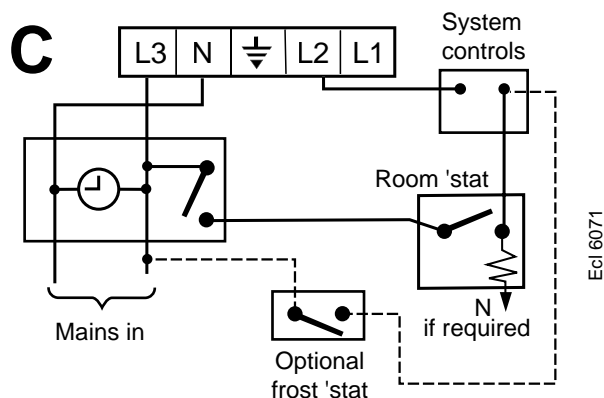 C
L3 N L2 L1
System
controls
Room 'stat
N
if required
Mains in
Optional
frost 'stat
Ecl 6071